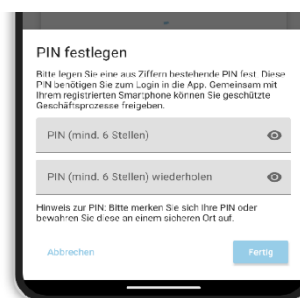 PIN festlegen
Bitte legen Sie eine aus Ziffern bestehende PIN fest. Diese
PIN benötigen Sie zum Login in die App. Gemeinsam mit
Ihrem registrierten Smartphone können Sie geschützte
Geschäftsprozesse freigeben.
PIN (mind. 6 Stellen)
PIN (mind. 6 Stellen) wiederholen
Hinweis zur PIN: Bitte merken Sie sich Ihre PIN oder
bewahren Sie diese an einem sicheren Ort auf.
Abbrechen Fertig